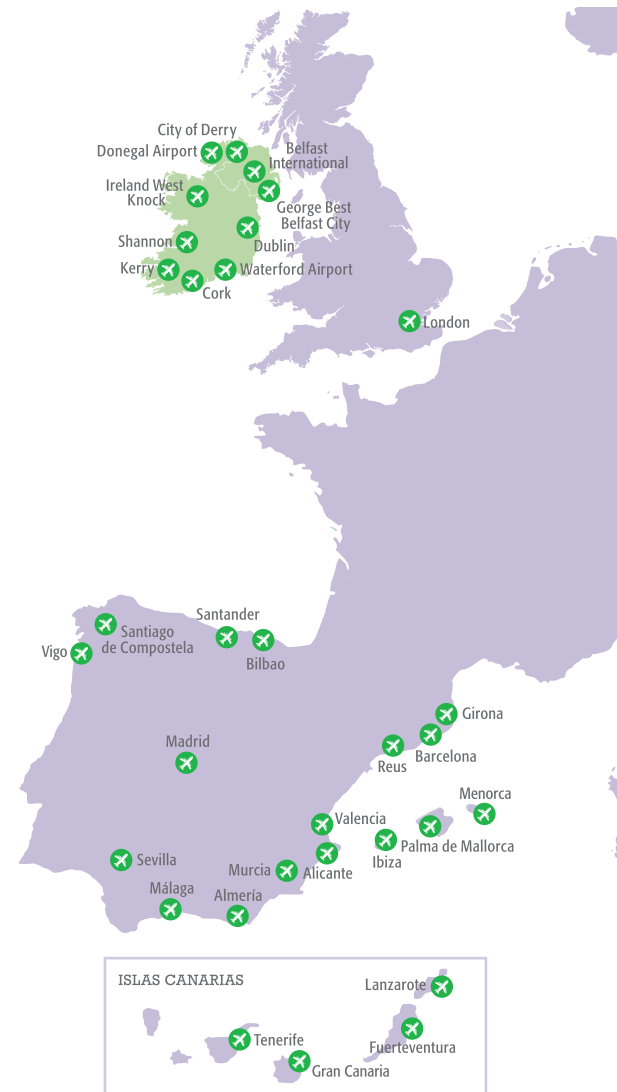 City of Derry
Donegal Airport
Belfast
International
Ireland West
Knock
George Best
Belfast City
Shannon
Dublin
Kerry
Waterford Airport
Cork
London
Santander
Santiago
de Compostela
Vigo
Bilbao
Girona
Madrid
Barcelona
Reus
Menorca
Valencia
Palma de Mallorca
Ibiza
Sevilla
Murcia
Alicante
Málaga
Almería
ISLAS CANARIAS
Lanzarote
Tenerife
Fuerteventura
Gran Canaria